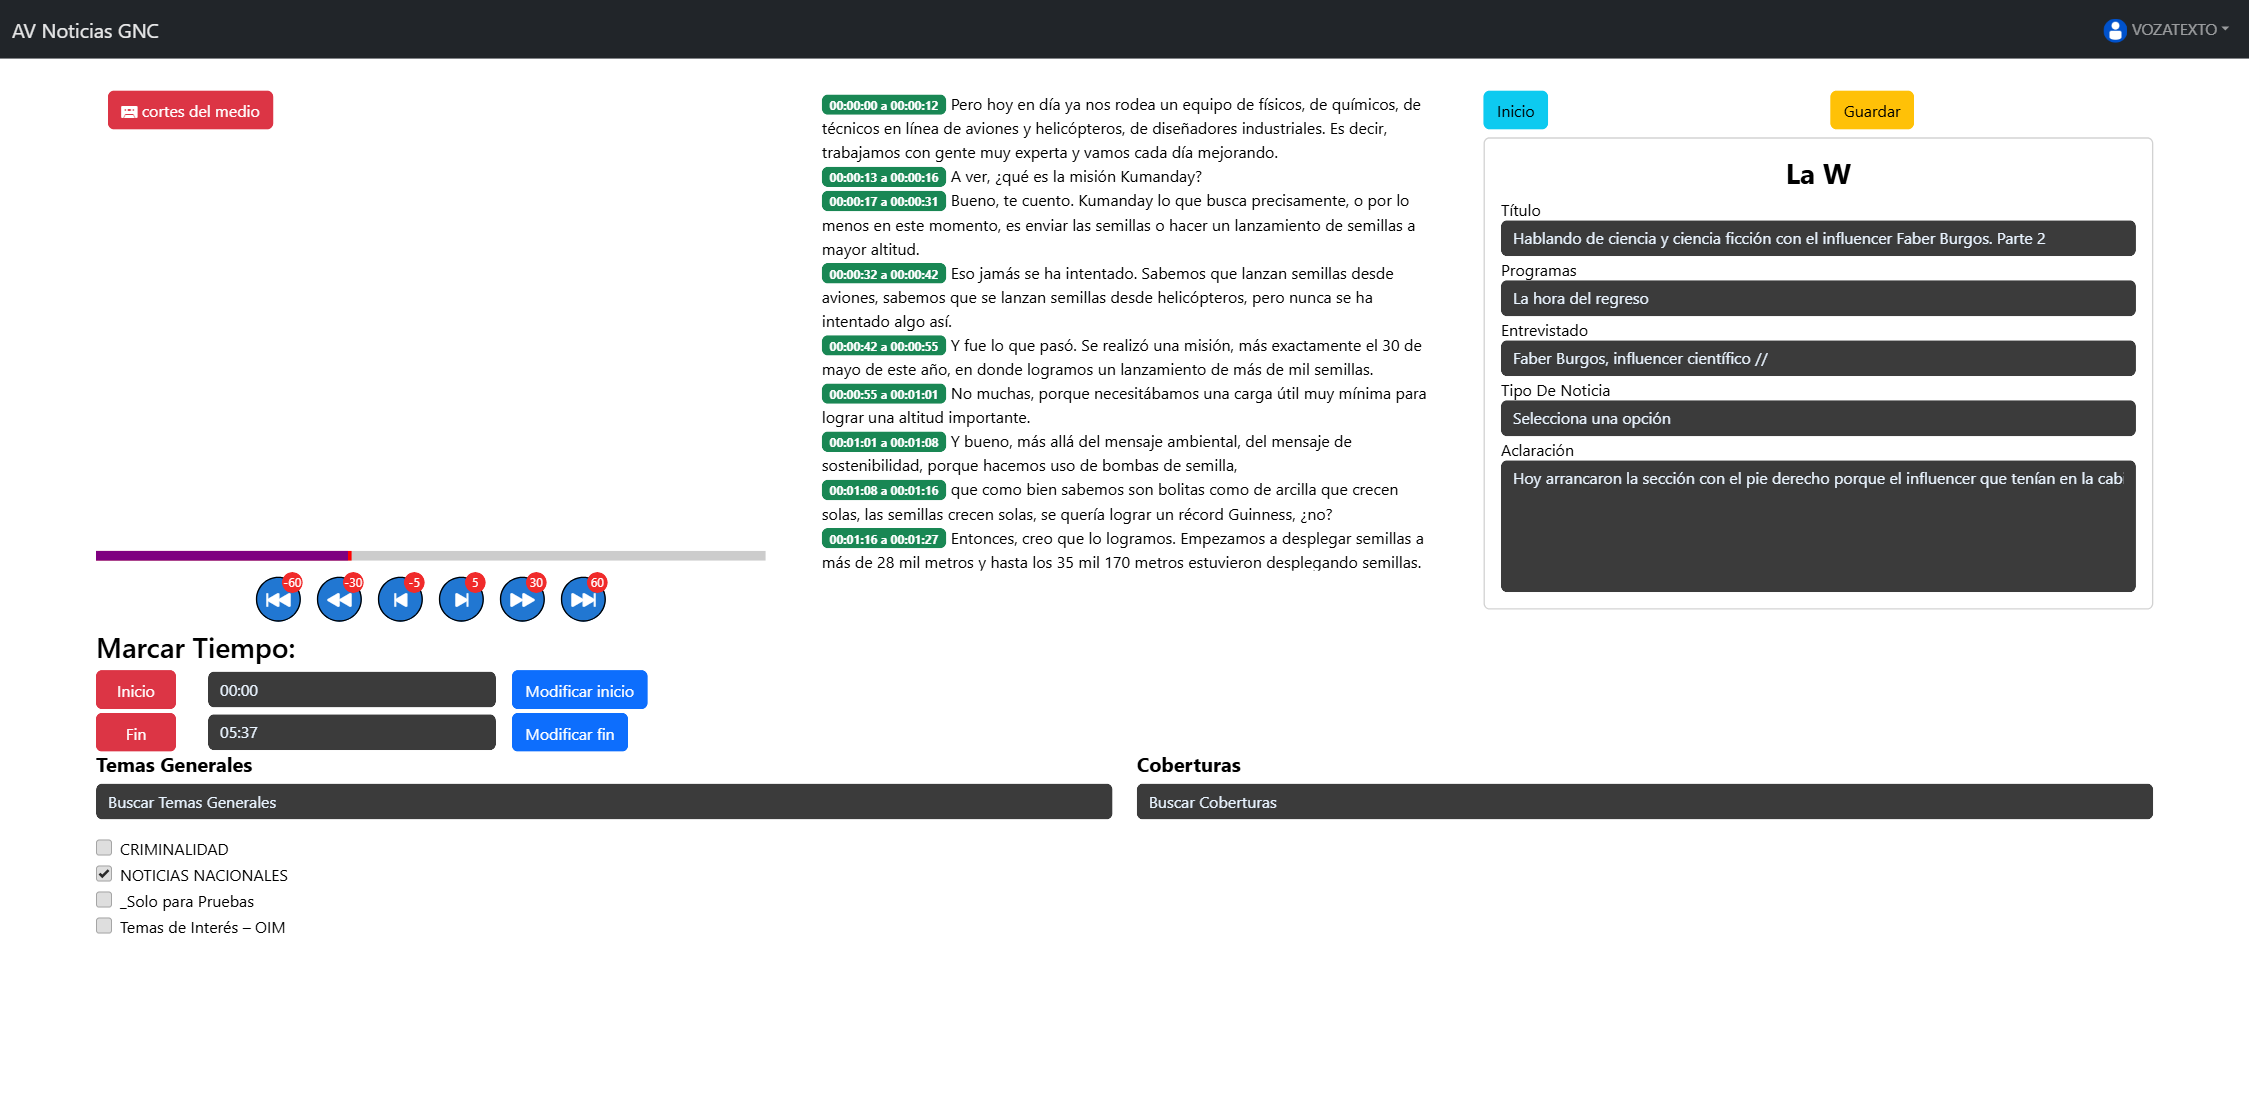 AV Noticias GNC
VOZATEXTO
cortes del medio
00:00:00 a 00:00:12 Pero hoy en día ya nos rodea un equipo de físicos, de químicos, de
técnicos en línea de aviones y helicópteros, de diseñadores industriales. Es decir,
trabajamos con gente muy experta y vamos cada día mejorando.
00:00:13 a 00:00:16 A ver, ¿qué es la misión Kumanday?
00:00:17 a 00:00:31 Bueno, te cuento. Kumanday lo que busca precisamente, o por lo
menos en este momento, es enviar las semillas o hacer un lanzamiento de semillas a
mayor altitud.
00:00:32 a 00:00:42 Eso jamás se ha intentado. Sabemos que lanzan semillas desde
aviones, sabemos que se lanzan semillas desde helicópteros, pero nunca se ha
intentado algo así.
00:00:42 a 00:00:55 Y fue lo que pasó. Se realizó una misión, más exactamente el 30 de
mayo de este año, en donde logramos un lanzamiento de más de mil semillas.
00:00:55 a 00:01:01 No muchas, porque necesitábamos una carga útil muy mínima para
lograr una altitud importante.
00:01:01 a 00:01:08 Y bueno, más allá del mensaje ambiental, del mensaje de
sostenibilidad, porque hacemos uso de bombas de semilla,
00:01:08 a 00:01:16 que como bien sabemos son bolitas como de arcilla que crecen
solas, las semillas crecen solas, se quería lograr un récord Guinness, ¿no?
00:01:16 a 00:01:27 Entonces, creo que lo logramos. Empezamos a desplegar semillas a
más de 28 mil metros y hasta los 35 mil 170 metros estuvieron desplegando semillas.
Inicio
Guardar
La W
Título
Hablando de ciencia y ciencia ficción con el influencer Faber Burgos. Parte 2
Programas
La hora del regreso
Entrevistado
Faber Burgos, influencer científico //
Tipo De Noticia
Selecciona una opción
Aclaración
Hoy arrancaron la sección con el pie derecho porque el influencer que tenían en la cabi
-60
-30
-5
5
30
60
Marcar Tiempo:
Inicio
00:00
Modificar inicio
Fin
05:37
Modificar fin
Temas Generales
Buscar Temas Generales
CRIMINALIDAD
NOTICIAS NACIONALES
_Solo para Pruebas
Temas de Interés – OIM
Coberturas
Buscar Coberturas